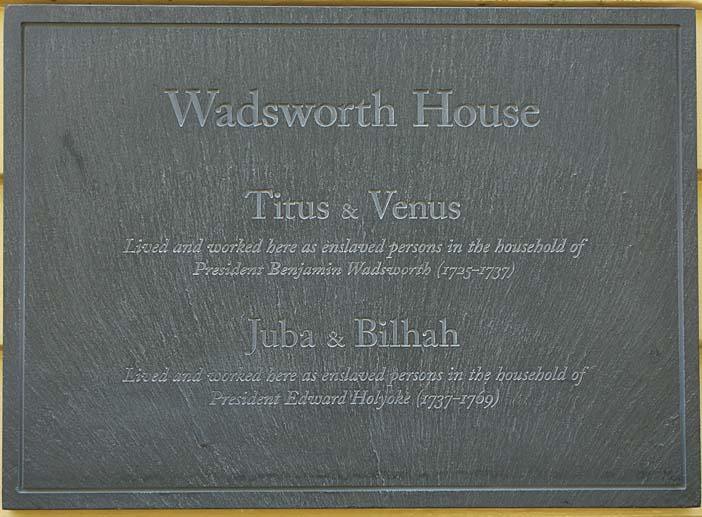 Wadsworth House
Titus & Venus
Lived and worked here as enslaved persons in the household of
President Benjamin Wadsworth (1725–1737)
Juba & Bilhah
Lived and worked here as enslaved persons in the household of
President Edward Holyoke (1737–1769)